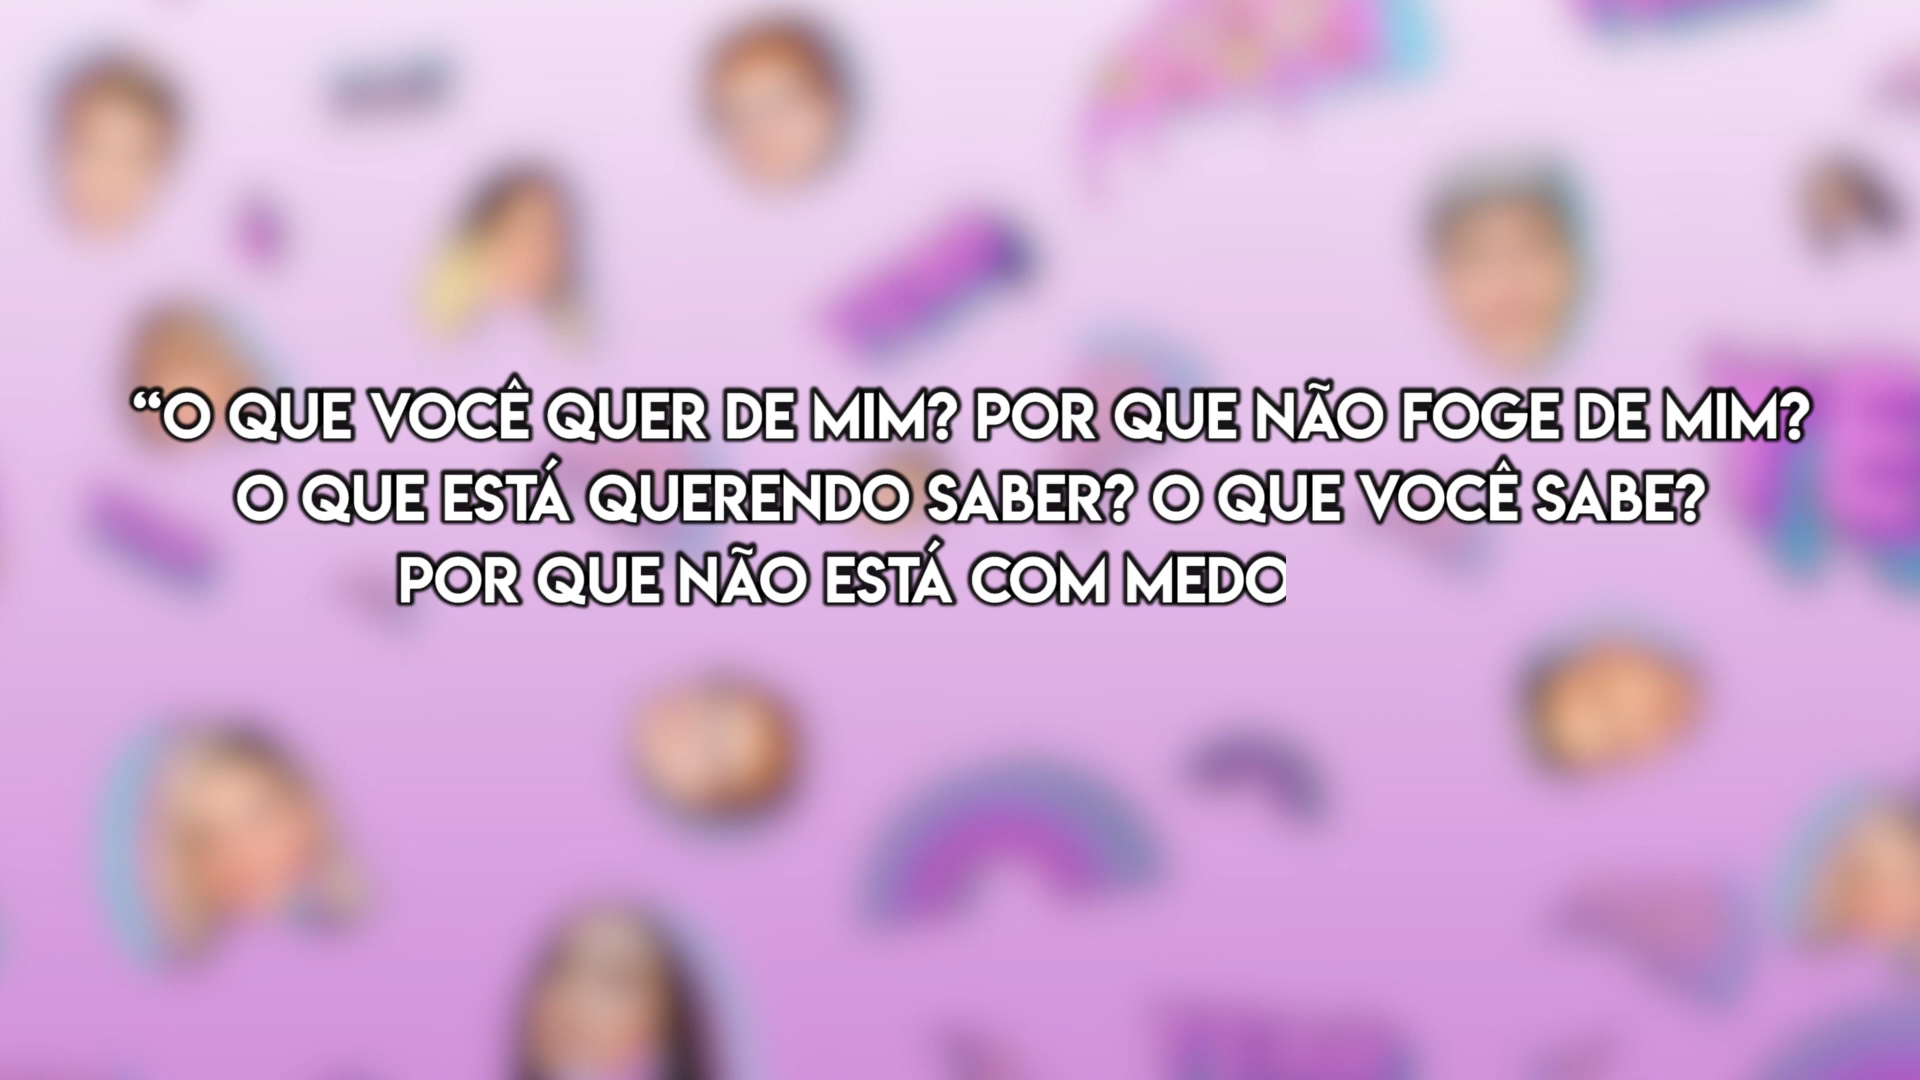 “O QUE VOCÊ QUER DE MIM? POR QUE NÃO FOGE DE MIM?
O QUE ESTÁ QUERENDO SABER? O QUE VOCÊ SABE?
POR QUE NÃO ESTÁ COM MEDO